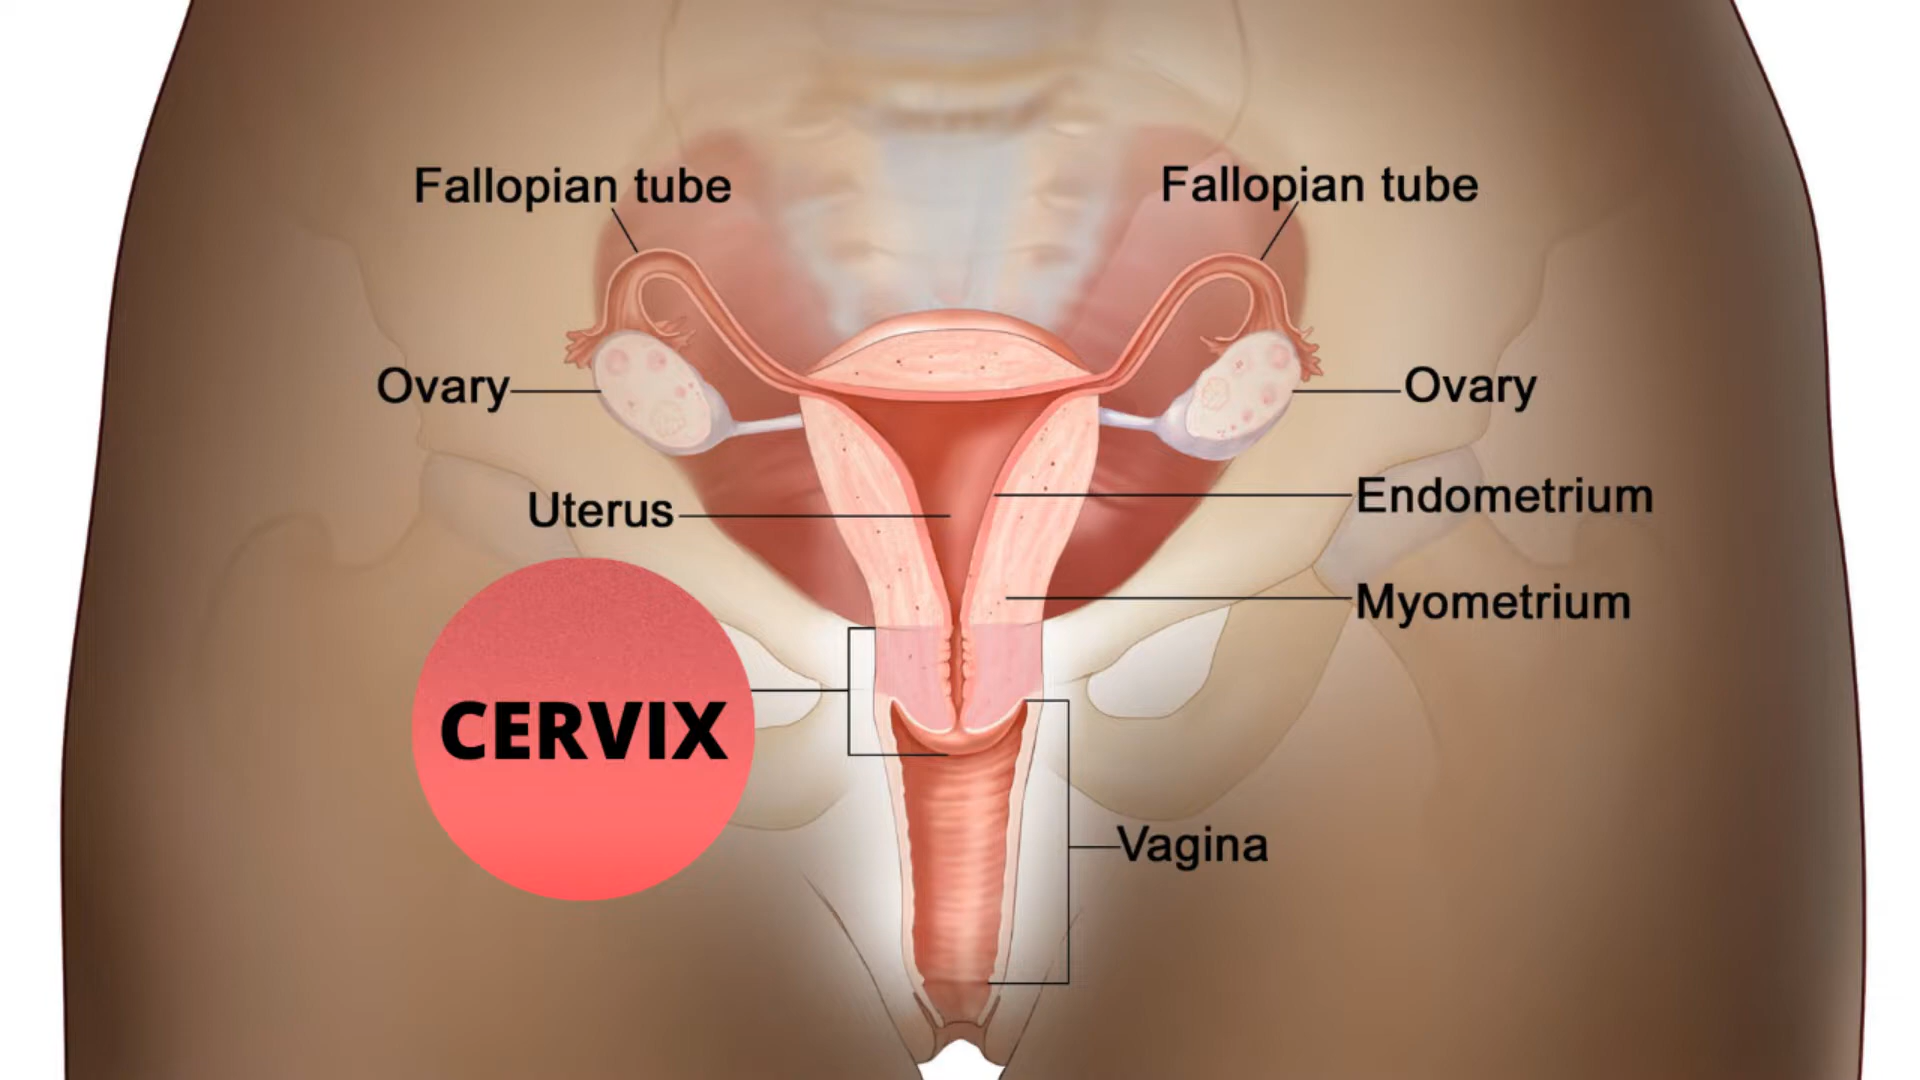 Fallopian tube
Fallopian tube
Ovary
Ovary
Uterus
Endometrium
Myometrium
CERVIX
Vagina